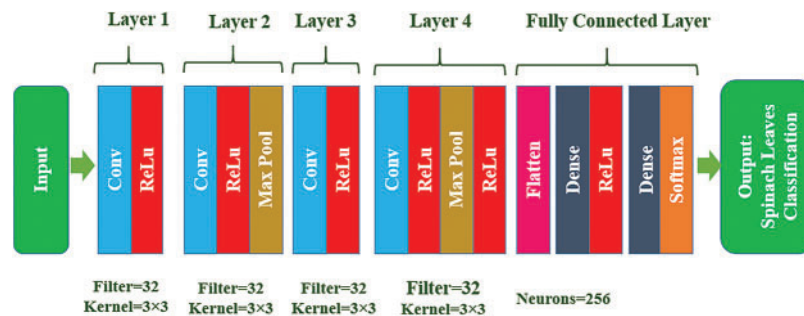 Layer 1
Layer 2
Layer 3
Layer 4
Fully Connected Layer
Input
Conv
ReLu
Conv
ReLu
Max Pool
Conv
ReLu
Conv
ReLu
Max Pool
ReLu
Flatten
Dense
ReLu
Dense
Softmax
Output:
Spinach Leaves
Classification
Filter=32
Kernel=3×3
Filter=32
Kernel=3×3
Filter=32
Kernel=3×3
Filter=32
Kernel=3×3
Neurons=256